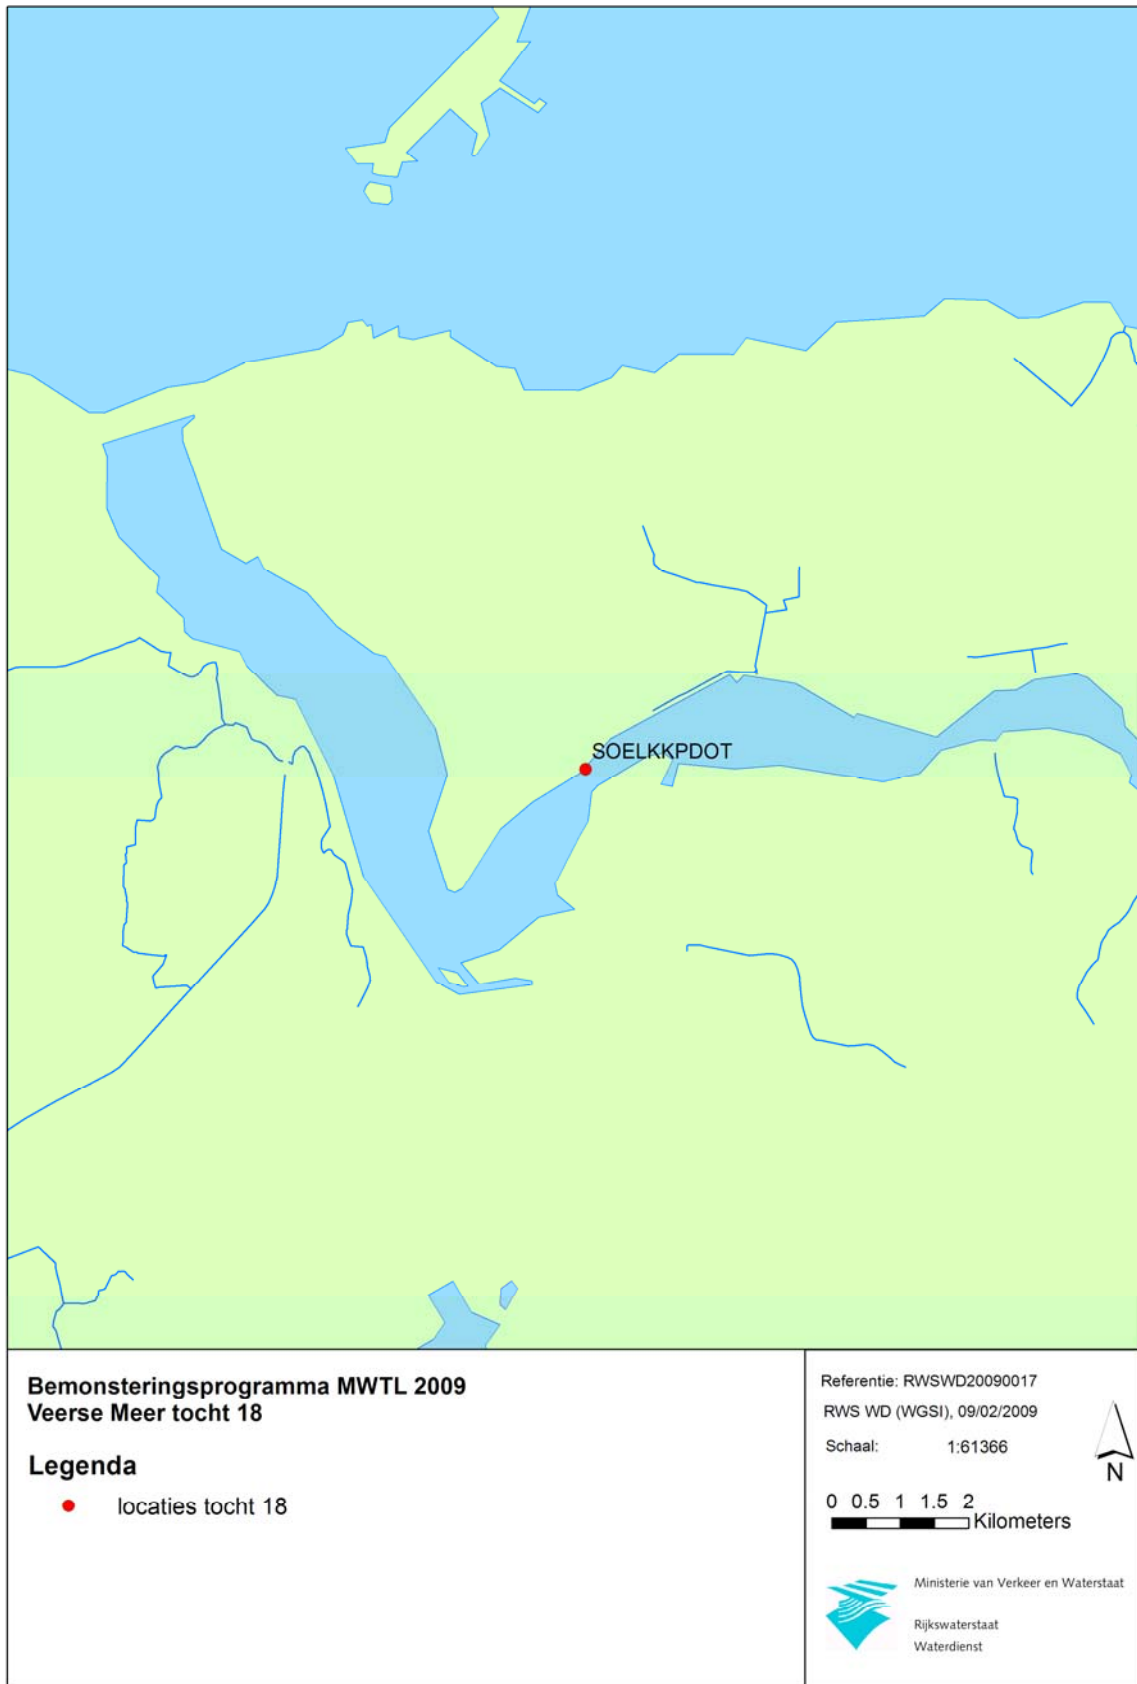 SOELKKPDOT
Bemonsteringsprogramma MWTL 2009
Veerse Meer tocht 18
Legenda
locaties tocht 18
Referentie: RWSWD20090017
RWS WD (WGSI), 09/02/2009
Schaal: 1:61366
N
0 0.5 1 1.5 2
Kilometers
Ministerie van Verkeer en Waterstaat
Rijkswaterstaat
Waterdienst